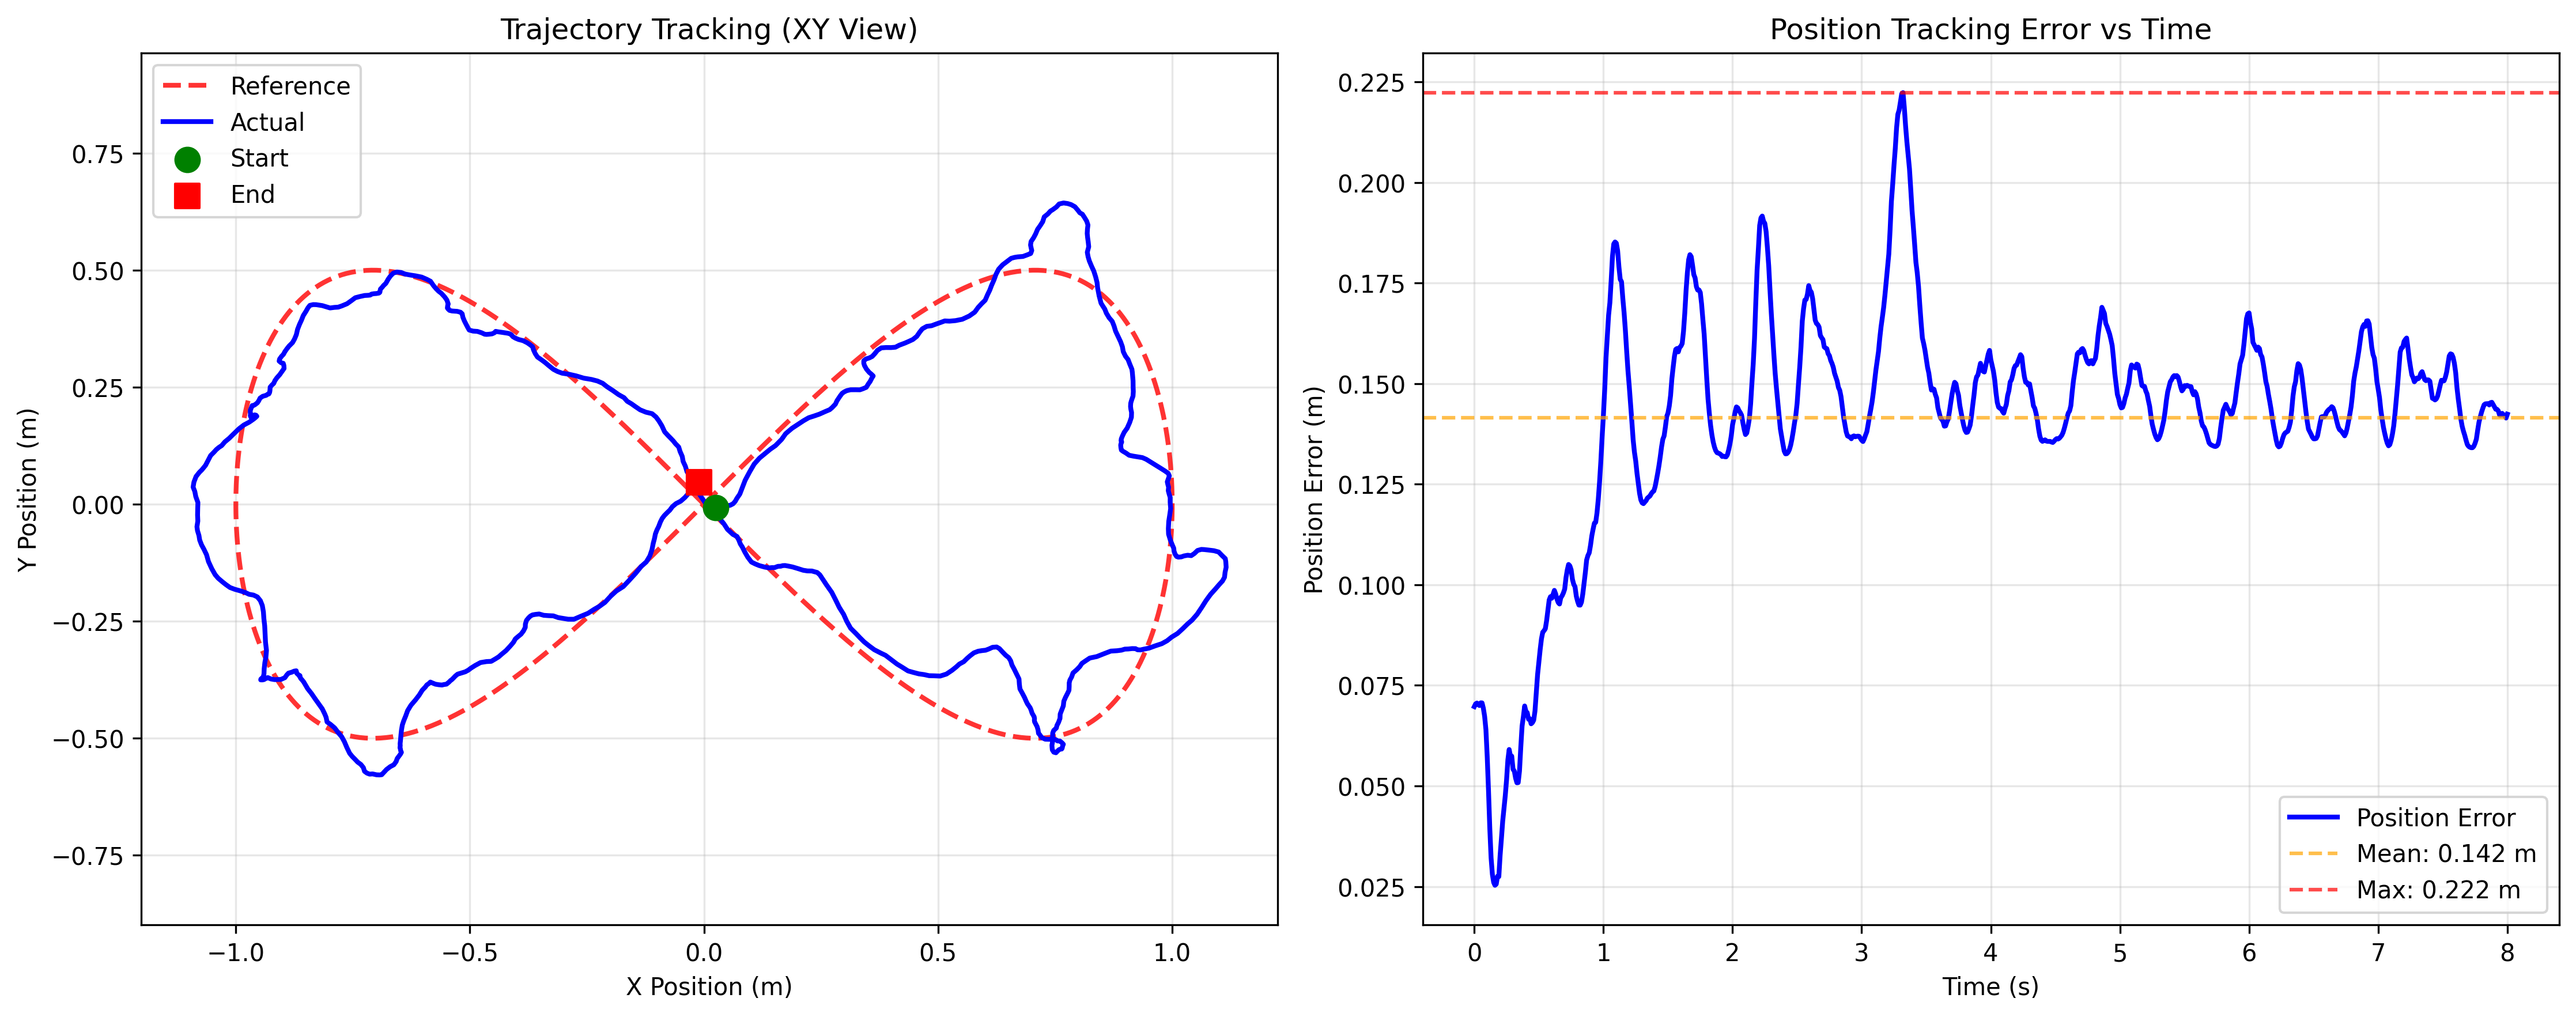 Trajectory Tracking (XY View)
Reference
Actual
Start
End
0.75
0.50
0.25
0.00
−0.25
−0.50
−0.75
Y Position (m)
−1.0
−0.5
0.0
0.5
1.0
X Position (m)
Position Tracking Error vs Time
0.225
0.200
0.175
0.150
0.125
0.100
0.075
0.050
0.025
Position Error (m)
Position Error
Mean: 0.142 m
Max: 0.222 m
0
1
2
3
4
5
6
7
8
Time (s)